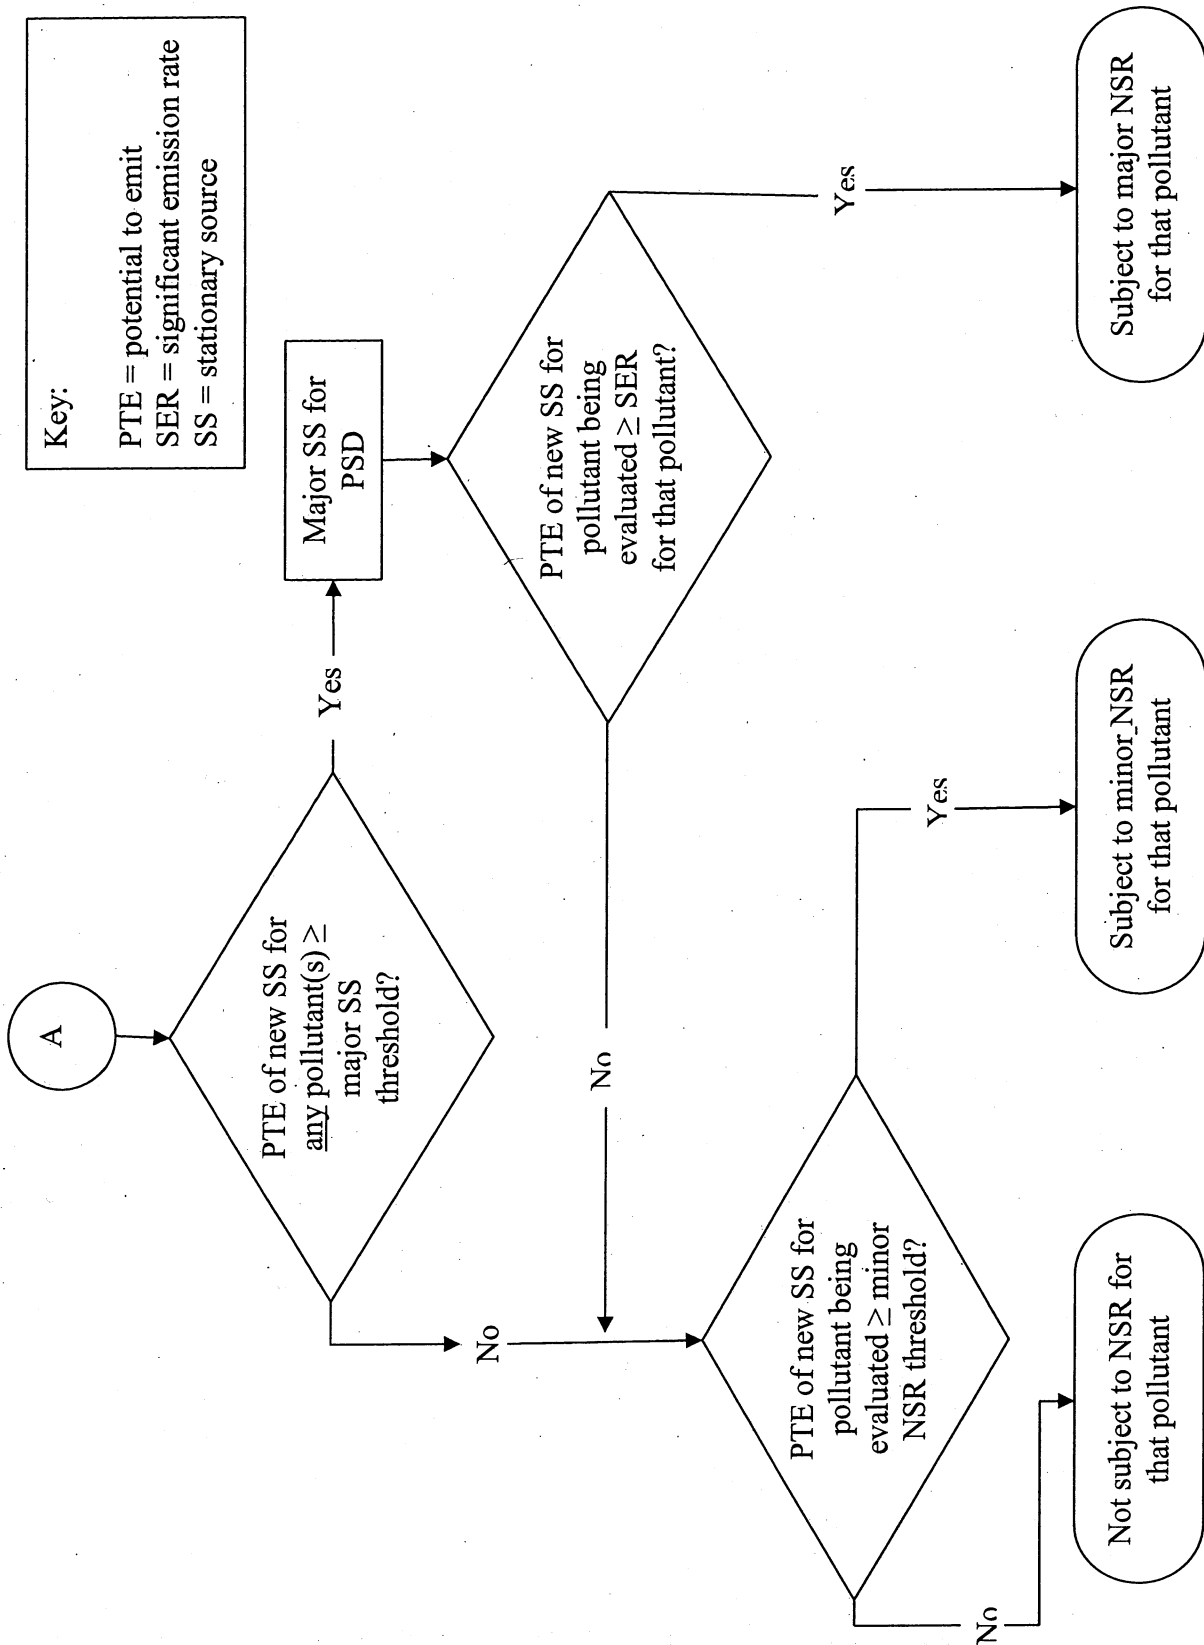 Key:
PTE = potential to emit
SER = significant emission rate
SS = stationary source
A
PTE of new SS for
any pollutant(s) ≥
major SS
threshold?
Yes
Major SS for
PSD
No
PTE of new SS for
pollutant being
evaluated ≥ SER
for that pollutant?
No
Yes
PTE of new SS for
pollutant being
evaluated ≥ minor
NSR threshold?
No
Yes
Not subject to NSR for
that pollutant
Subject to minor NSR
for that pollutant
Subject to major NSR
for that pollutant